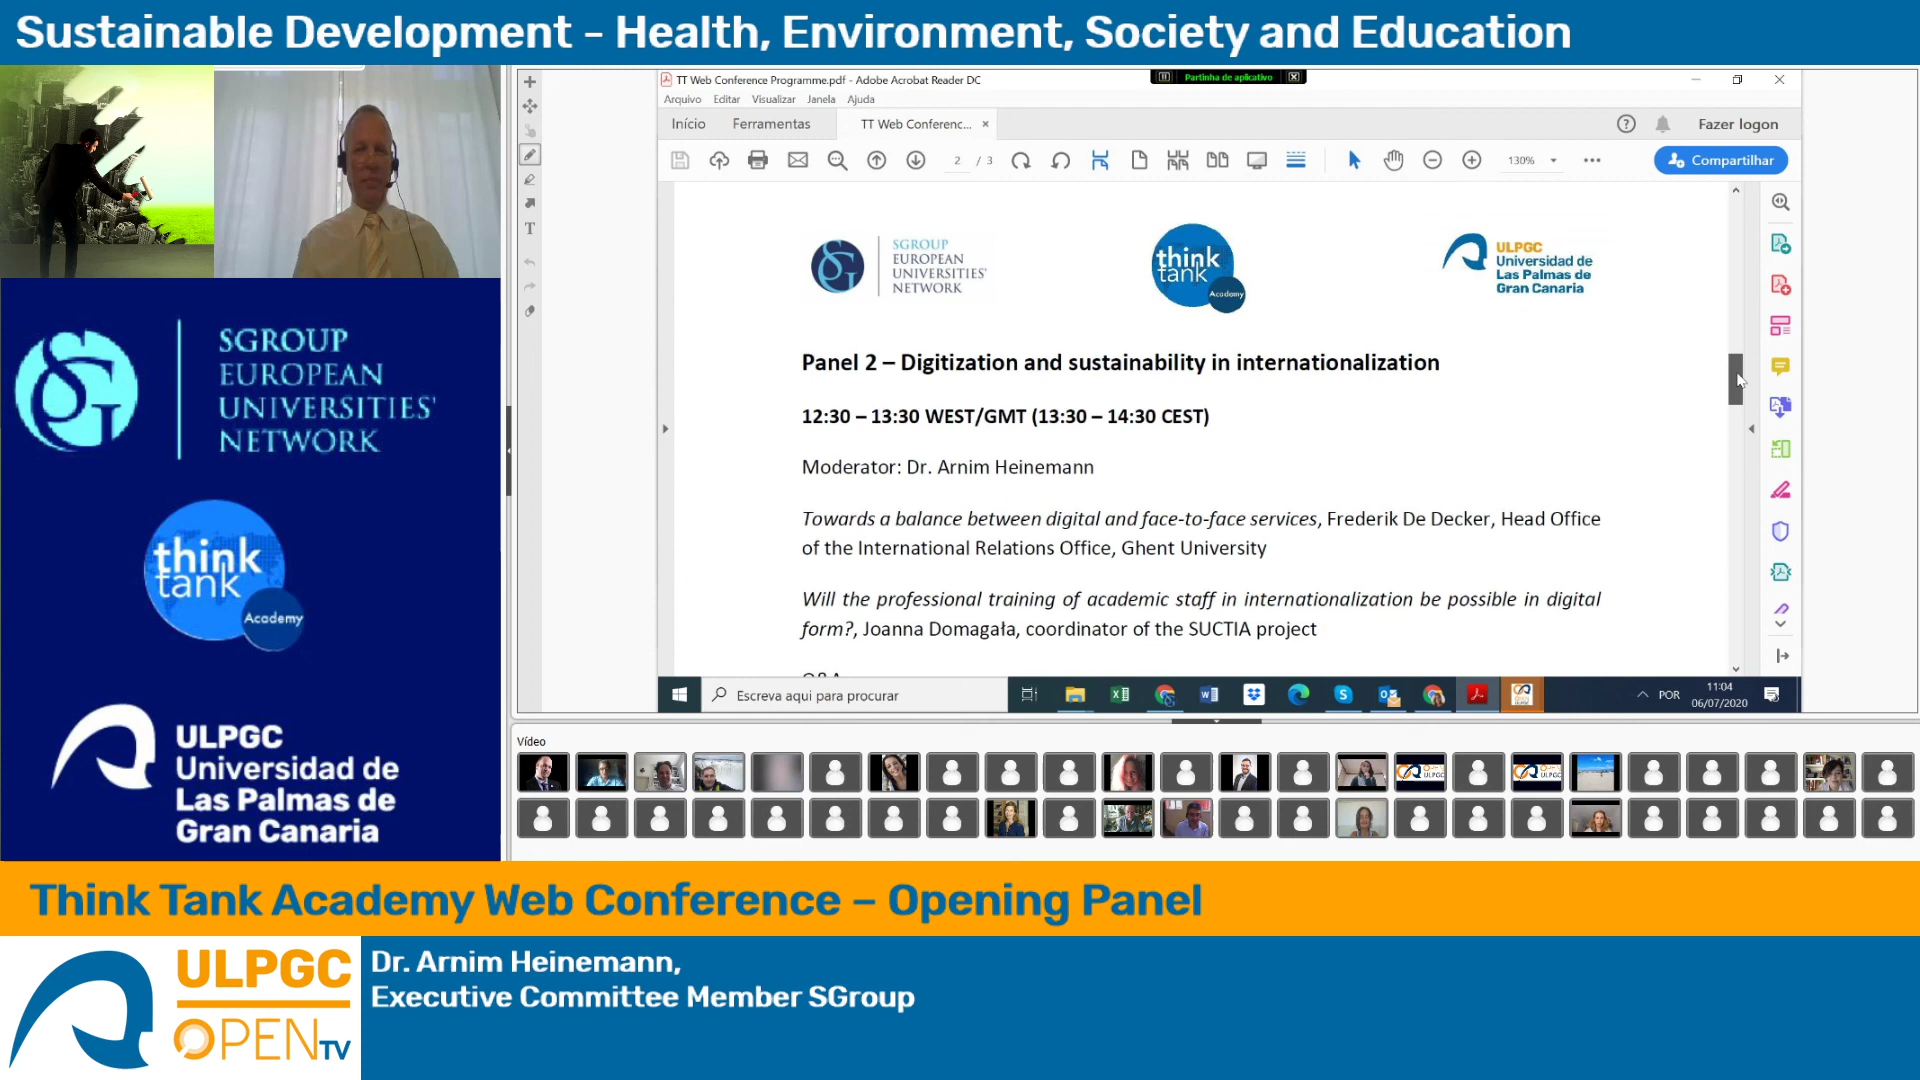 Sustainable Development - Health, Environment, Society and Education
TT Web Conference Programme.pdf - Adobe Acrobat Reader DC
Partinha de aplicativo
Arquivo Editar Visualizar Janela Ajuda
Início Ferramentas TT Web Conferenc... × Fazer logon
2 / 3 130% Compartilhar
SGROUP
EUROPEAN
UNIVERSITIES'
NETWORK
think
tank
Academy
ULPGC
Universidad de
Las Palmas de
Gran Canaria
Panel 2 – Digitization and sustainability in internationalization
12:30 – 13:30 WEST/GMT (13:30 – 14:30 CEST)
Moderator: Dr. Arnim Heinemann
Towards a balance between digital and face-to-face services, Frederik De Decker, Head Office
of the International Relations Office, Ghent University
Will the professional training of academic staff in internationalization be possible in digital
form?, Joanna Domagała, coordinator of the SUCTIA project
Escreva aqui para procurar
POR
11:04
06/07/2020
Vídeo
SGROUP
EUROPEAN
UNIVERSITIES'
NETWORK
think
tank
Academy
ULPGC
Universidad de
Las Palmas de
Gran Canaria
Think Tank Academy Web Conference – Opening Panel
ULPGC
OPENTV
Dr. Arnim Heinemann,
Executive Committee Member SGroup